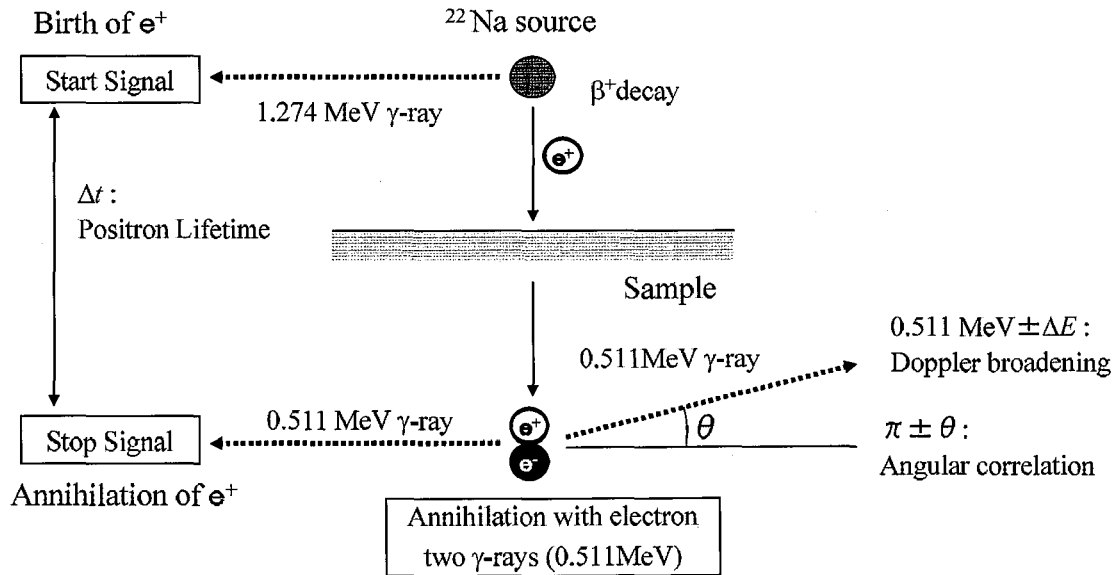 Birth of e⁺
²²Na source
Start Signal
1.274 MeV γ-ray
β⁺decay
e⁺
Δt :
Positron Lifetime
Sample
0.511 MeV±ΔE :
Doppler broadening
0.511MeV γ-ray
0.511 MeV γ-ray
Stop Signal
e⁺
e⁻
θ
π ± θ :
Angular correlation
Annihilation of e⁺
Annihilation with electron
two γ-rays (0.511MeV)